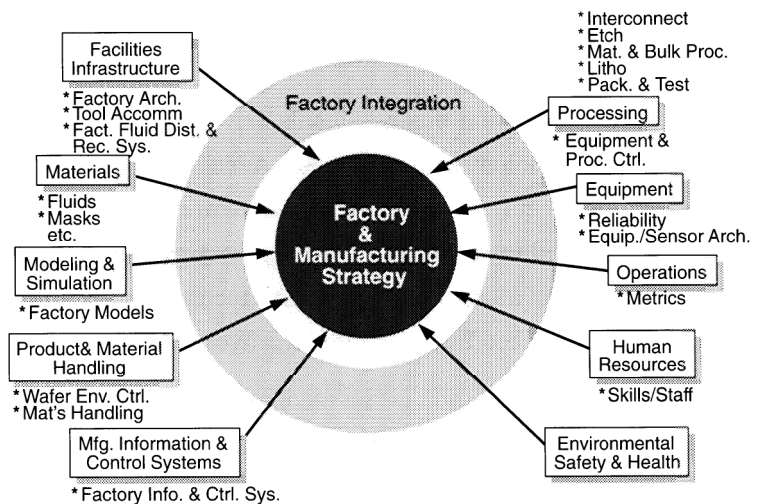 Facilities
Infrastructure
* Factory Arch.
* Tool Accomm
* Fact. Fluid Dist. &
Rec. Sys.
Materials
* Fluids
* Masks
etc.
Modeling &
Simulation
* Factory Models
Product& Material
Handling
* Wafer Env. Ctrl.
* Mat's Handling
Mfg. Information &
Control Systems
* Factory Info. & Ctrl. Sys.
Factory Integration
Factory
&
Manufacturing
Strategy
* Interconnect
* Etch
* Mat. & Bulk Proc.
* Litho
* Pack. & Test
Processing
* Equipment &
Proc. Ctrl.
Equipment
* Reliability
* Equip./Sensor Arch.
Operations
* Metrics
Human
Resources
* Skills/Staff
Environmental
Safety & Health